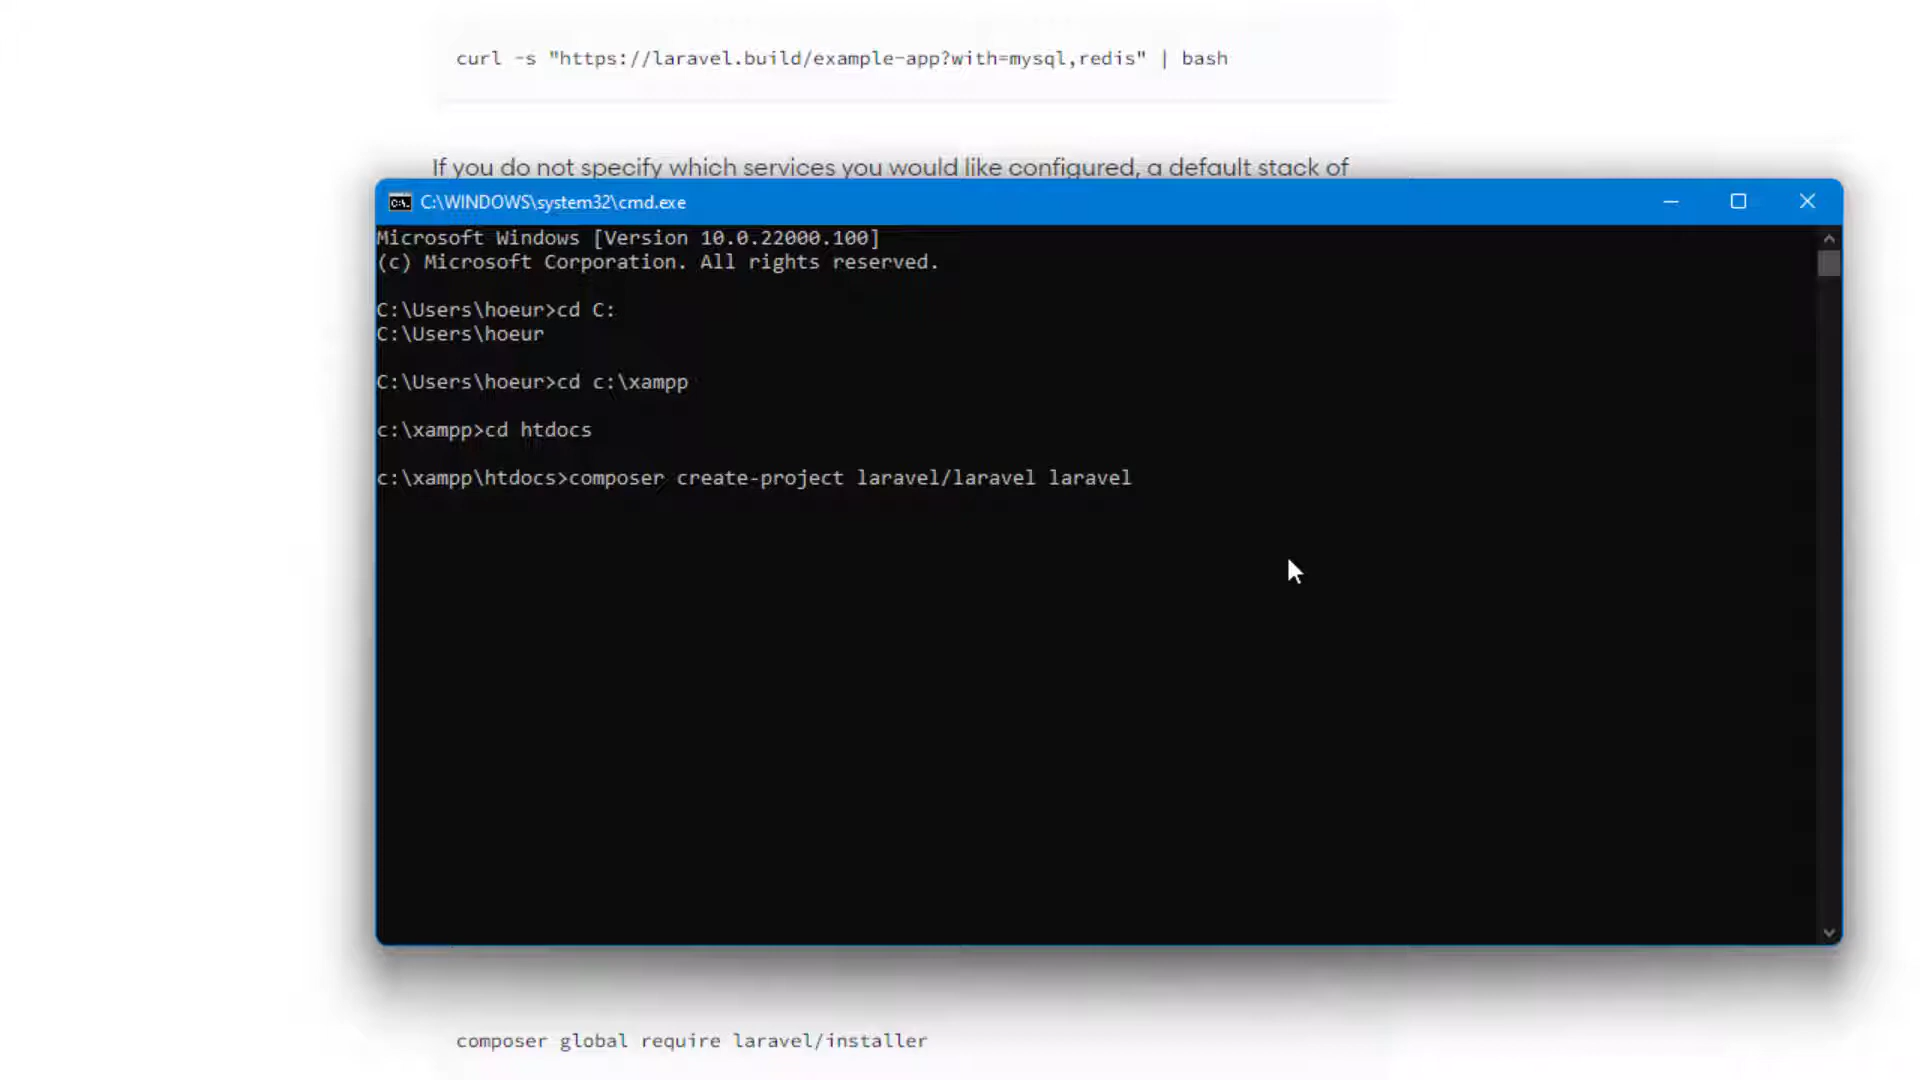 curl -s "https://laravel.build/example-app?with=mysql,redis" | bash
If you do not specify which services you would like configured, a default stack of
C:\WINDOWS\system32\cmd.exe
Microsoft Windows [Version 10.0.22000.100]
(c) Microsoft Corporation. All rights reserved.
C:\Users\hoeur>cd C:
C:\Users\hoeur
C:\Users\hoeur>cd c:\xampp
c:\xampp>cd htdocs
c:\xampp\htdocs>composer create-project laravel/laravel laravel
composer global require laravel/installer